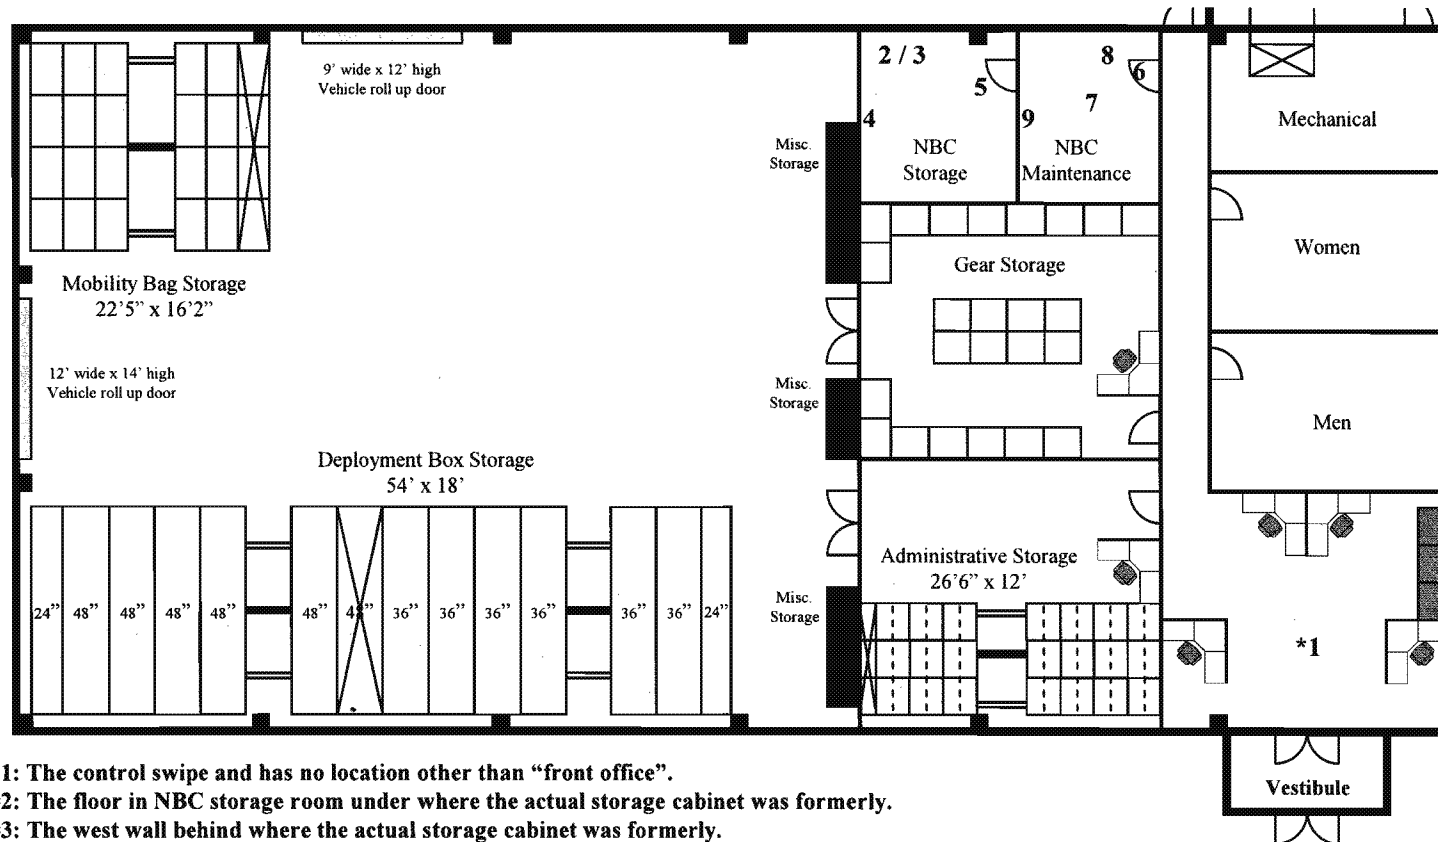 9’ wide x 12’ high
Vehicle roll up door
2 / 3
8
6
5
7
4
9
Mechanical
Misc.
Storage
NBC
Storage
NBC
Maintenance
Women
Gear Storage
Mobility Bag Storage
22’5” x 16’2”
12’ wide x 14’ high
Vehicle roll up door
Misc.
Storage
Men
Deployment Box Storage
54’ x 18’
Administrative Storage
26’6” x 12’
Misc.
Storage
24” 48” 48” 48” 48” 48” 48” 36” 36” 36” 36” 36” 36” 24”
*1
Vestibule
1: The control swipe and has no location other than “front office”.
2: The floor in NBC storage room under where the actual storage cabinet was formerly.
3: The west wall behind where the actual storage cabinet was formerly.